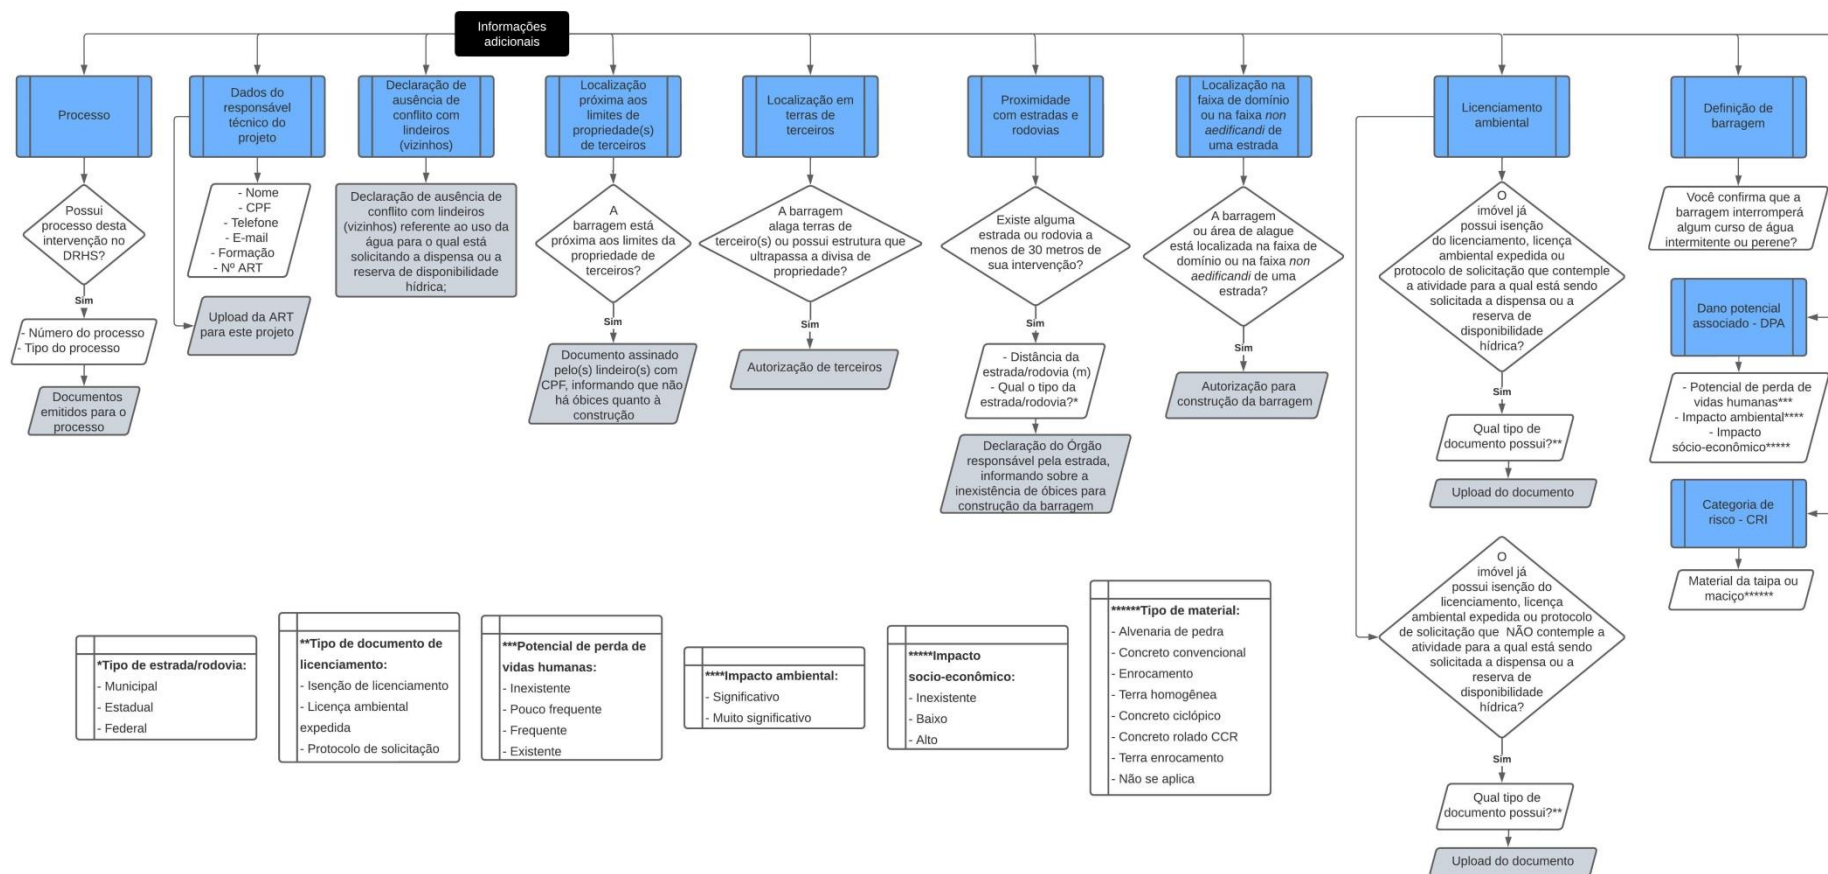 Informações
adicionais
Processo
Dados do
responsável
técnico do
projeto
Declaração de
ausência de
conflito com
lindeiros
(vizinhos)
Localização
próxima aos
limites de
propriedade(s)
de terceiros
Localização em
terras de
terceiros
Proximidade
com estradas e
rodovias
Localização na
faixa de domínio
ou na faixa non
aedificandi de
uma estrada
Licenciamento
ambiental
Definição de
barragem
Possui
processo desta
intervenção no
DRHS?
Sim
- Número do processo
- Tipo do processo
Documentos
emitidos para o
processo
- Nome
- CPF
- Telefone
- E-mail
- Formação
- Nº ART
Upload da ART
para este projeto
Declaração de ausência de
conflito com lindeiros
(vizinhos) referente ao uso da
água para o qual está
solicitando a dispensa ou a
reserva de disponibilidade
hídrica;
A
barragem está
próxima aos limites da
propriedade de
terceiros?
Sim
Documento assinado
pelo(s) lindeiro(s) com
CPF, informando que não
há óbices quanto à
construção
A barragem
alaga terras de
terceiro(s) ou possui estrutura que
ultrapassa a divisa de
propriedade?
Sim
Autorização de terceiros
Existe alguma
estrada ou rodovia a
menos de 30 metros de
sua intervenção?
Sim
- Distância da
estrada/rodovia (m)
- Qual o tipo da
estrada/rodovia?*
Declaração do Órgão
responsável pela estrada,
informando sobre a
inexistência de óbices para
construção da barragem
A barragem
ou área de alague
está localizada na faixa de
domínio ou na faixa non
aedificandi de uma
estrada?
Sim
Autorização para
construção da barragem
O
imóvel já
possui isenção
do licenciamento, licença
ambiental expedida ou
protocolo de solicitação que contemple
a atividade para a qual está sendo
solicitada a dispensa ou a
reserva de
disponibilidade
hídrica?
Sim
Qual tipo de
documento possui?**
Upload do documento
O
imóvel já
possui isenção do
licenciamento, licença
ambiental expedida ou protocolo
de solicitação que NÃO contemple a
atividade para a qual está sendo
solicitada a dispensa ou a
reserva de
disponibilidade
hídrica?
Sim
Qual tipo de
documento possui?**
Upload do documento
Você confirma que a
barragem interromperá
algum curso de água
intermitente ou perene?
Dano potencial
associado - DPA
- Potencial de perda de
vidas humanas***
- Impacto ambiental****
- Impacto
sócio-econômico*****
Categoria de
risco - CRI
Material da taipa ou
maciço******
*Tipo de estrada/rodovia:
- Municipal
- Estadual
- Federal
**Tipo de documento de
licenciamento:
- Isenção de licenciamento
- Licença ambiental
expedida
- Protocolo de solicitação
***Potencial de perda de
vidas humanas:
- Inexistente
- Pouco frequente
- Frequente
- Existente
****Impacto ambiental:
- Significativo
- Muito significativo
*****Impacto
socio-econômico:
- Inexistente
- Baixo
- Alto
******Tipo de material:
- Alvenaria de pedra
- Concreto convencional
- Enrocamento
- Terra homogênea
- Concreto ciclópico
- Concreto rolado CCR
- Terra enrocamento
- Não se aplica